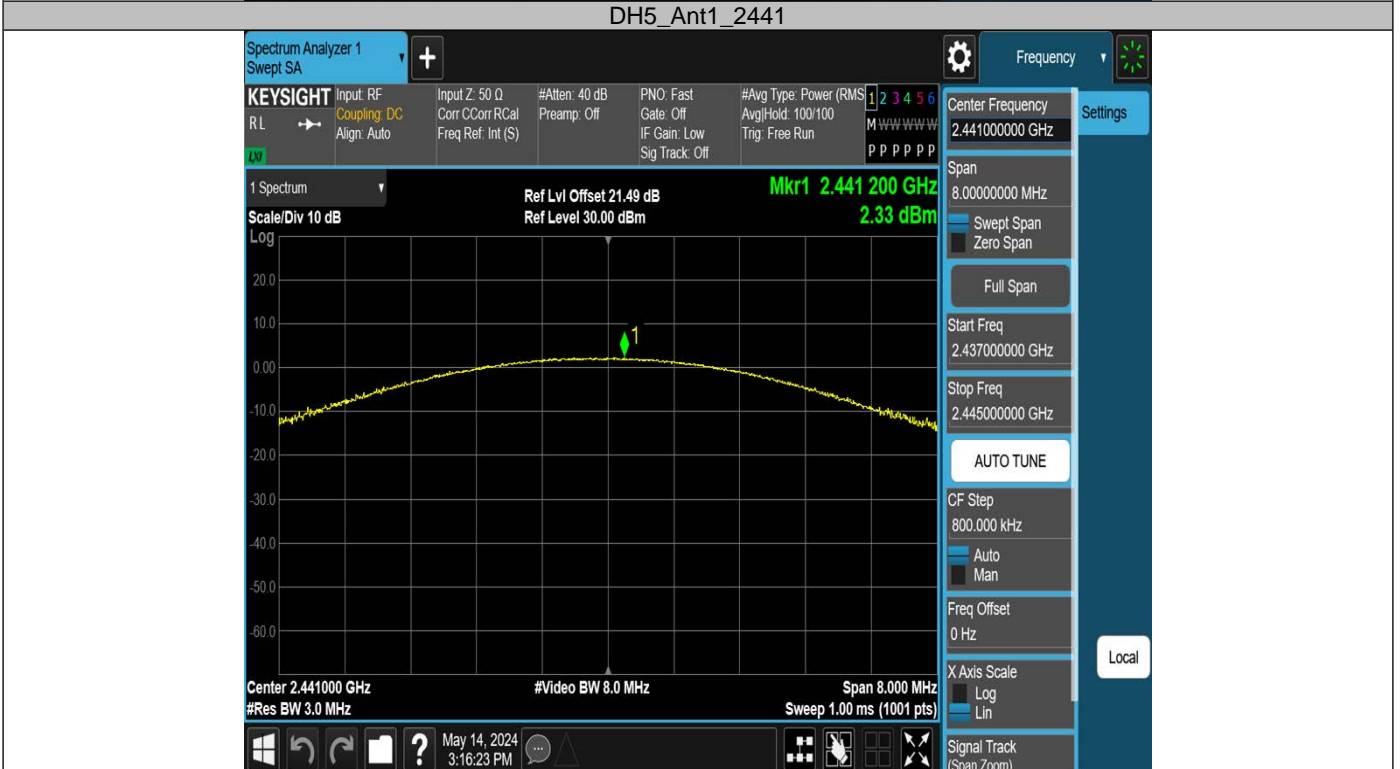 DH5_Ant1_2441
Spectrum Analyzer 1
Swept SA
+
Frequency
KEYSIGHT
RL
LXI
Input: RF
Coupling: DC
Align: Auto
Input Z: 50 Ω
Corr CCorr RCal
Freq Ref: Int (S)
#Atten: 40 dB
Preamp: Off
PNO: Fast
Gate: Off
IF Gain: Low
Sig Track: Off
#Avg Type: Power (RMS
Avg|Hold: 100/100
Trig: Free Run
1 2 3 4 5 6
M W W W W W
P P P P P P
1 Spectrum
Scale/Div 10 dB
Log
Ref Lvl Offset 21.49 dB
Ref Level 30.00 dBm
Mkr1 2.441 200 GHz
2.33 dBm
20.0
10.0
0.00
-10.0
-20.0
-30.0
-40.0
-50.0
-60.0
1
Center 2.441000 GHz
#Res BW 3.0 MHz
#Video BW 8.0 MHz
Span 8.000 MHz
Sweep 1.00 ms (1001 pts)
Center Frequency
2.441000000 GHz
Settings
Span
8.00000000 MHz
Swept Span
Zero Span
Full Span
Start Freq
2.437000000 GHz
Stop Freq
2.445000000 GHz
AUTO TUNE
CF Step
800.000 kHz
Auto
Man
Freq Offset
0 Hz
X Axis Scale
Log
Lin
Local
Signal Track
(Span Zoom)
?
May 14, 2024
3:16:23 PM